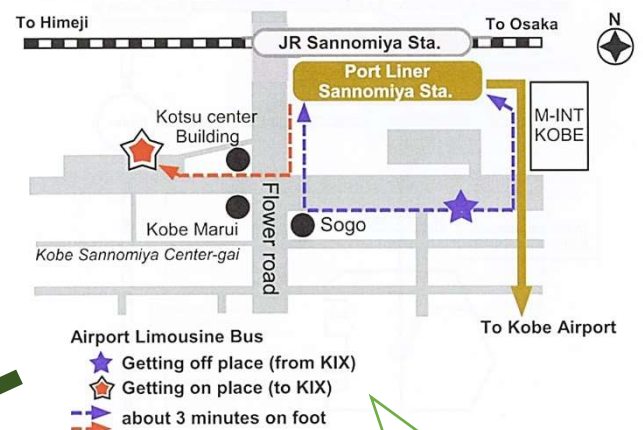 To Himeji
To Osaka
N
JR Sannomiya Sta.
Port Liner
Sannomiya Sta.
M-INT
KOBE
Kotsu center
Building
Flower road
Kobe Marui
Sogo
Kobe Sannomiya Center-gai
To Kobe Airport
Airport Limousine Bus
Getting off place (from KIX)
Getting on place (to KIX)
about 3 minutes on foot